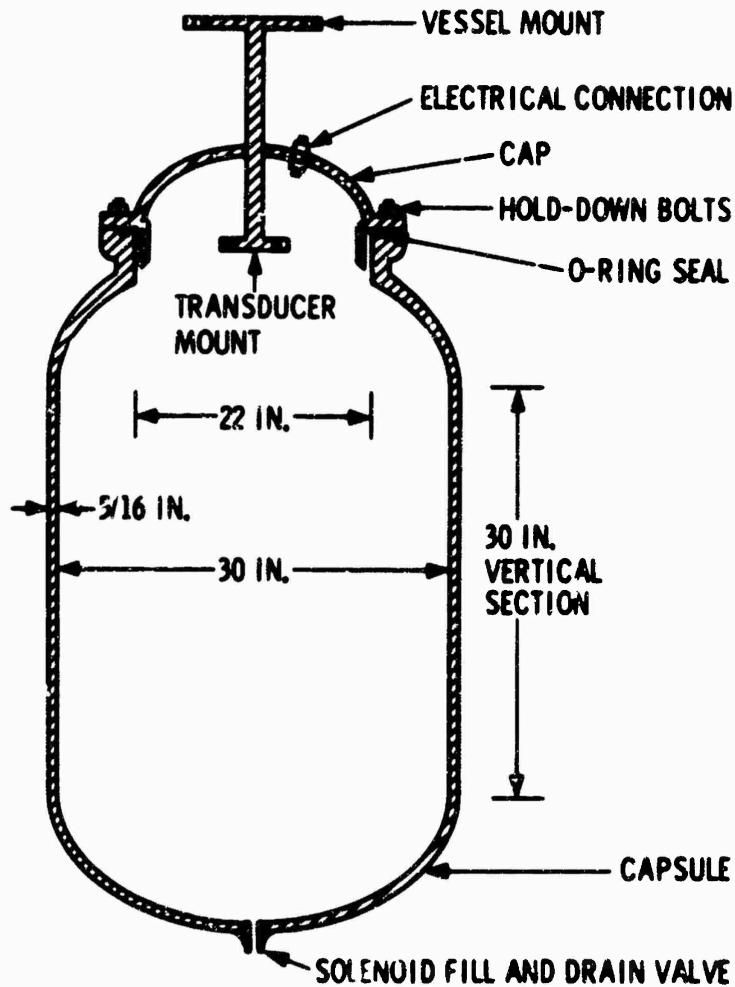 VESSEL MOUNT
ELECTRICAL CONNECTION
CAP
HOLD-DOWN BOLTS
O-RING SEAL
TRANSDUCER
MOUNT
22 IN.
5/16 IN.
30 IN.
30 IN.
VERTICAL
SECTION
CAPSULE
SOLENOID FILL AND DRAIN VALVE